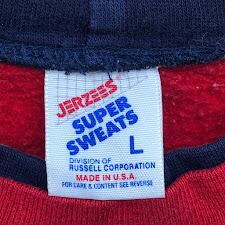 JERZEES
SUPER
SWEATS
L
DIVISION OF
RUSSELL CORPORATION
MADE IN U.S.A.
FOR CARE & CONTENT SEE REVERSE